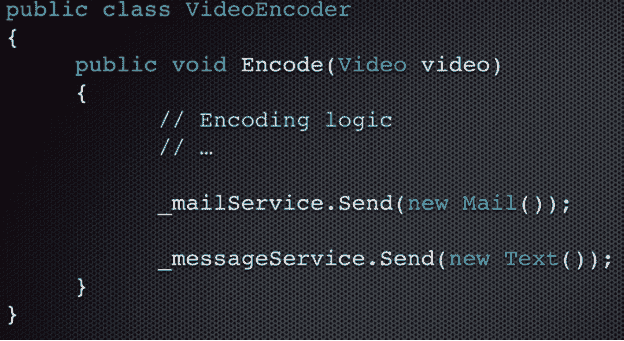 public class VideoEncoder
{
public void Encode(Video video)
{
// Encoding logic
// …
_mailService.Send(new Mail());
_messageService.Send(new Text());
}
}